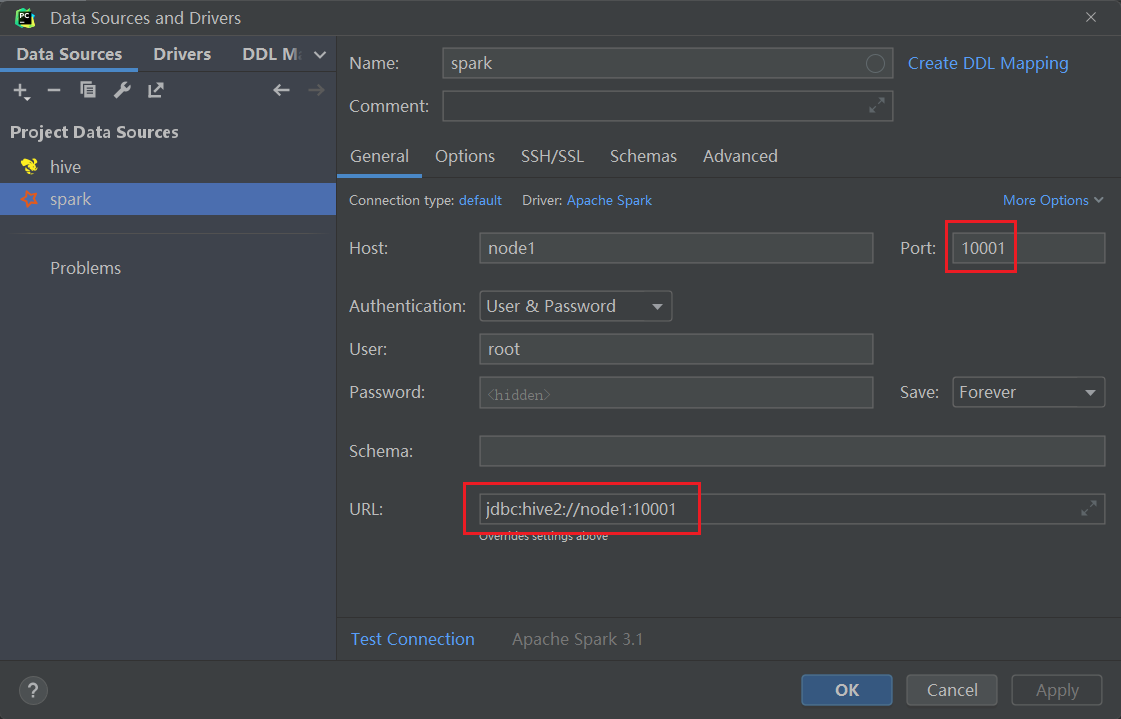 PC Data Sources and Drivers
Data Sources Drivers DDL M
Project Data Sources
hive
spark
Problems
Name: spark Create DDL Mapping
Comment:
General Options SSH/SSL Schemas Advanced
Connection type: default Driver: Apache Spark More Options
Host: node1 Port: 10001
Authentication: User & Password
User: root
Password: <hidden> Save: Forever
Schema:
URL: jdbc:hive2://node1:10001
Overrides settings above
Test Connection Apache Spark 3.1
? OK Cancel Apply